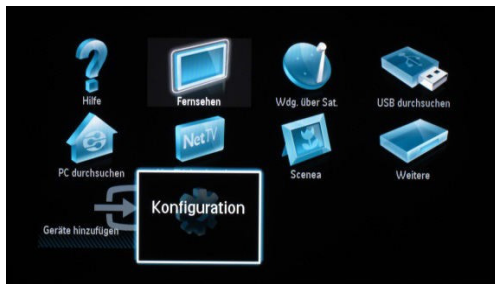 Hilfe
Fernsehen
Wdg. über Sat.
USB durchsuchen
NetTV
PC durchsuchen
Scenea
Weitere
Konfiguration
Geräte hinzufügen